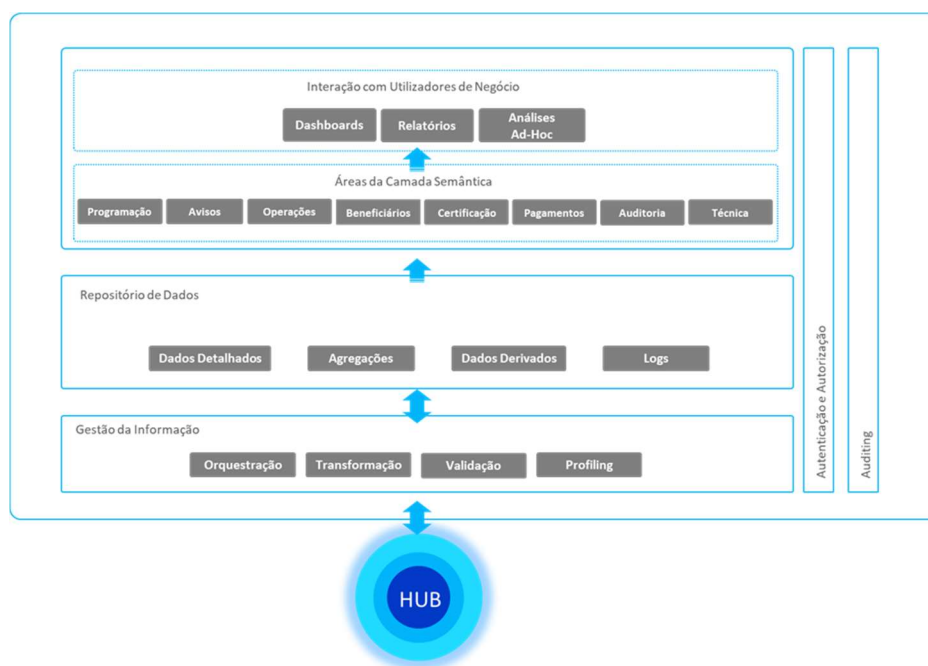 Interação com Utilizadores de Negócio
Dashboards
Relatórios
Análises
Ad-Hoc
Áreas da Camada Semântica
Programação
Avisos
Operações
Beneficiários
Certificação
Pagamentos
Auditoria
Técnica
Repositório de Dados
Dados Detalhados
Agregações
Dados Derivados
Logs
Gestão da Informação
Orquestração
Transformação
Validação
Profiling
Autenticação e Autorização
Auditing
HUB